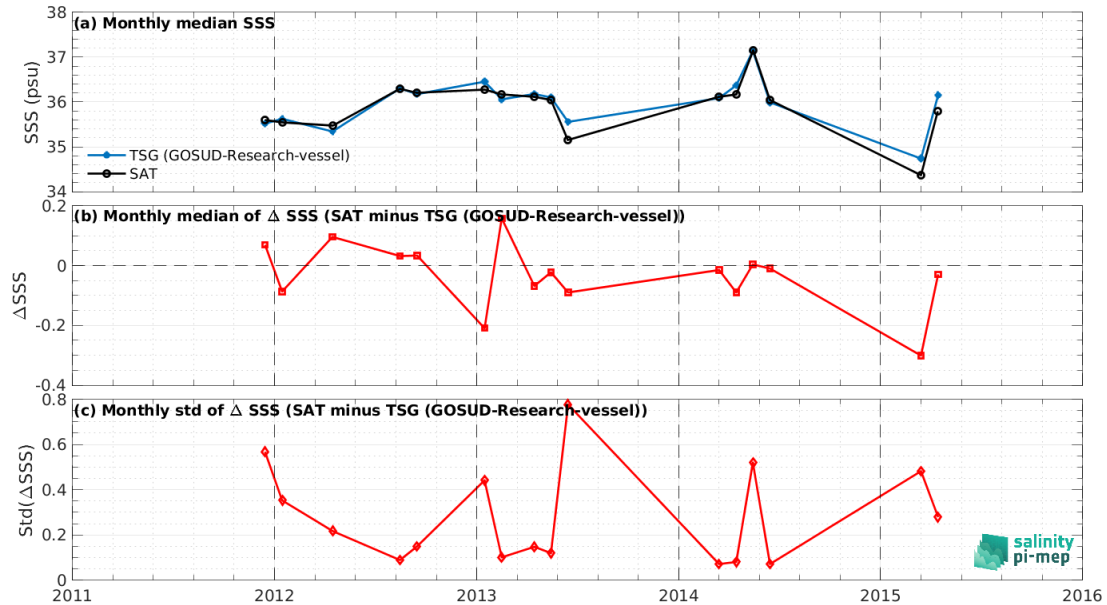 (a) Monthly median SSS
38
37
36
35
34
SSS (psu)
TSG (GOSUD-Research-vessel)
SAT
(b) Monthly median of Δ SSS (SAT minus TSG (GOSUD-Research-vessel))
0.2
0
-0.2
-0.4
ΔSSS
(c) Monthly std of Δ SSS (SAT minus TSG (GOSUD-Research-vessel))
0.8
0.6
0.4
0.2
0
Std(ΔSSS)
salinity
pi-mep
2011 2012 2013 2014 2015 2016